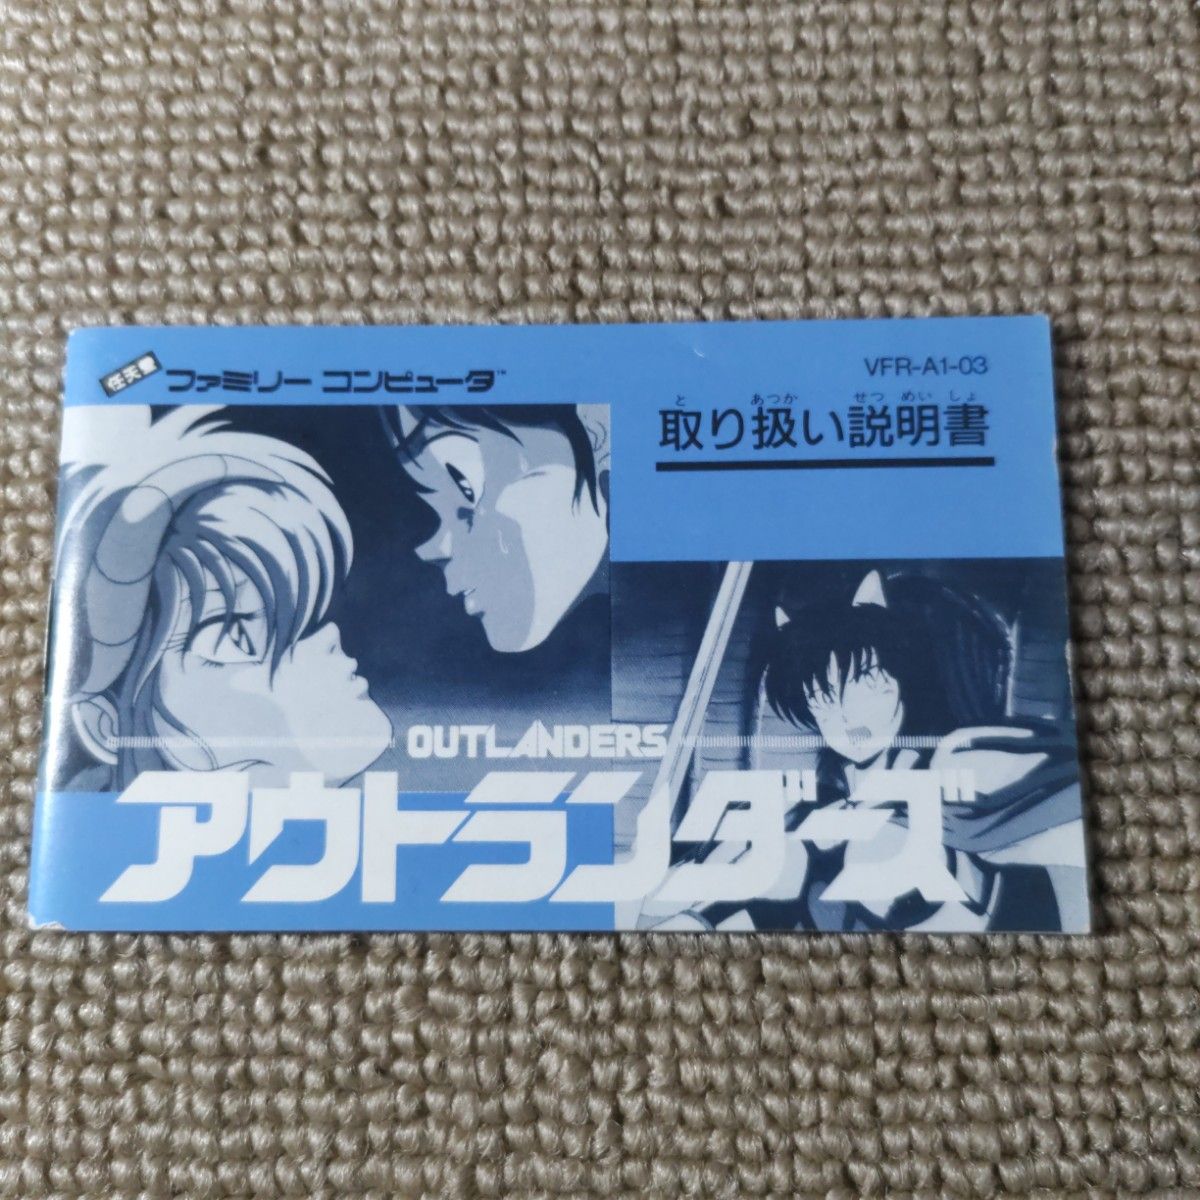 任天堂 ファミリー コンピュータ™
VFR-A1-03
と あつか せつ めい しょ
取り扱い説明書
OUTLANDERS
アウトランダーズ